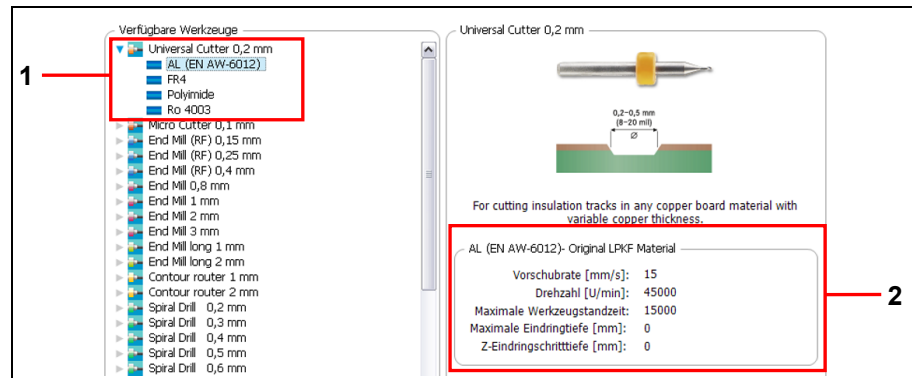 Verfügbare Werkzeuge
Universal Cutter 0,2 mm
AL (EN AW-6012)
FR4
Polyimide
Ro 4003
Micro Cutter 0,1 mm
End Mill (RF) 0,15 mm
End Mill (RF) 0,25 mm
End Mill (RF) 0,4 mm
End Mill 0,8 mm
End Mill 1 mm
End Mill 2 mm
End Mill 3 mm
End Mill long 1 mm
End Mill long 2 mm
Contour router 1 mm
Contour router 2 mm
Spiral Drill 0,2 mm
Spiral Drill 0,3 mm
Spiral Drill 0,4 mm
Spiral Drill 0,5 mm
Spiral Drill 0,6 mm
1
Universal Cutter 0,2 mm
0,2-0,5 mm
(8-20 mil)
Ø
For cutting insulation tracks in any copper board material with
variable copper thickness.
AL (EN AW-6012)- Original LPKF Material
Vorschubrate [mm/s]: 15
Drehzahl [U/min]: 45000
Maximale Werkzeugstandzeit: 15000
Maximale Eindringtiefe [mm]: 0
Z-Eindringschritttiefe [mm]: 0
2